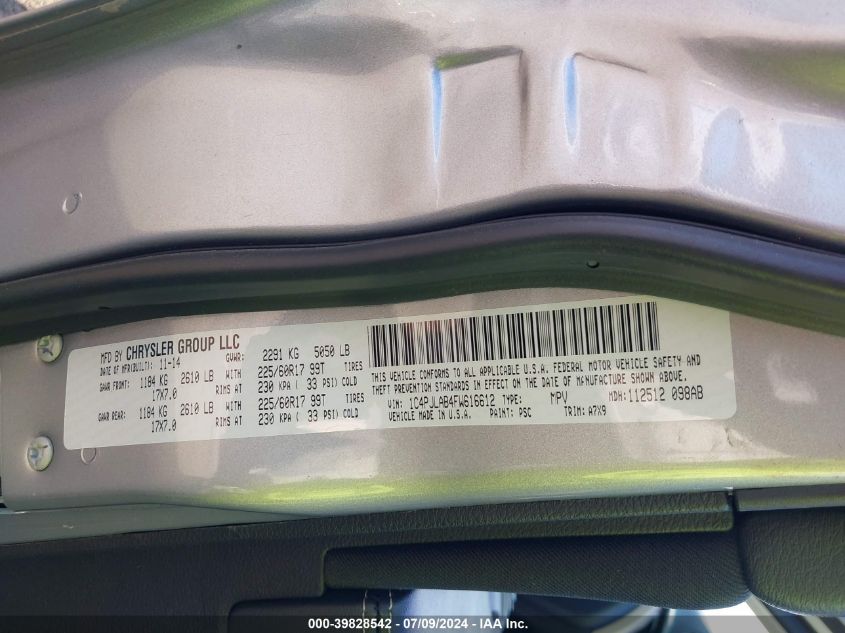 MFD BY CHRYSLER GROUP LLC
DATE OF MFR(BUILT): 11-14 GVWR: 2291 KG 5050 LB
GAWR FRONT: 1184 KG 2610 LB WITH 225/60R17 99T TIRES
17X7.0 RIMS AT 230 KPA ( 33 PSI) COLD
GAWR REAR: 1184 KG 2610 LB WITH 225/60R17 99T TIRES
17X7.0 RIMS AT 230 KPA ( 33 PSI) COLD
THIS VEHICLE CONFORMS TO ALL APPLICABLE U.S.A. FEDERAL MOTOR VEHICLE SAFETY AND
THEFT PREVENTION STANDARDS IN EFFECT ON THE DATE OF MANUFACTURE SHOWN ABOVE.
VIN: 1C4PJLAB4FW616612 TYPE: MPV MDH: 112512 098AB
VEHICLE MADE IN U.S.A. PAINT: PSC TRIM: A7X9
000-39828542 - 07/09/2024 - IAA Inc.